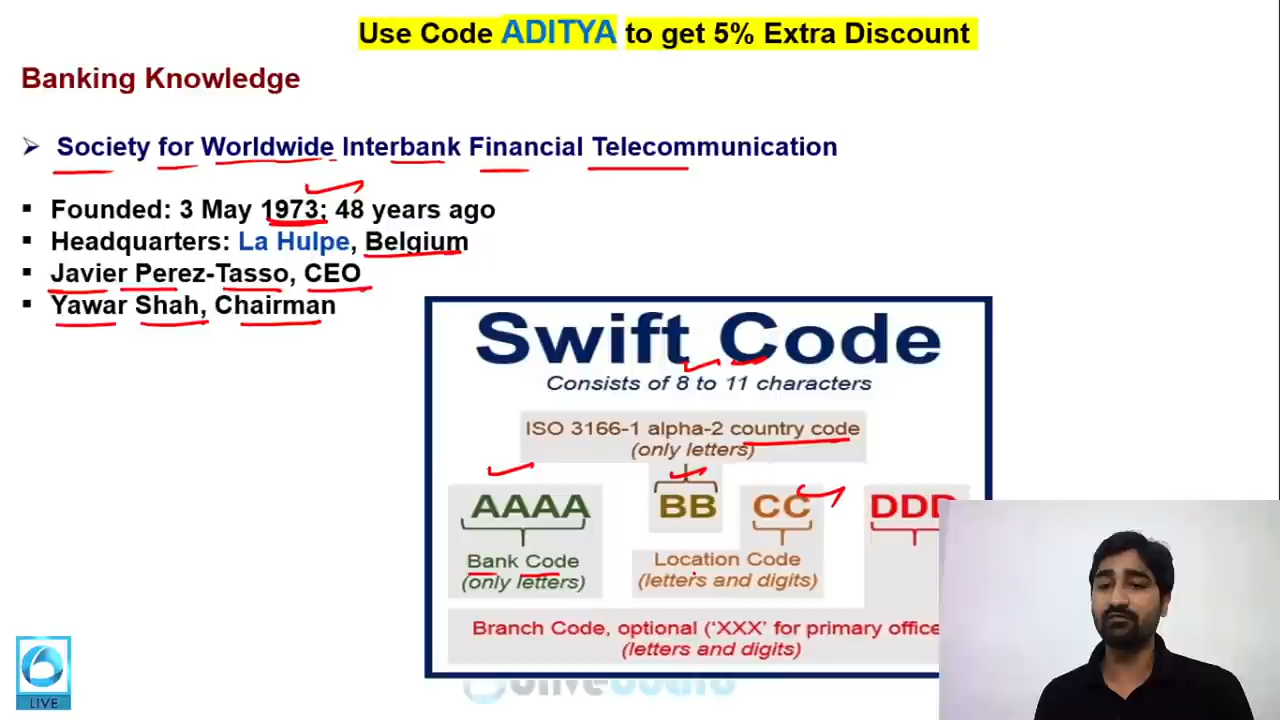 Use Code ADITYA to get 5% Extra Discount
Banking Knowledge
Society for Worldwide Interbank Financial Telecommunication
Founded: 3 May 1973; 48 years ago
Headquarters: La Hulpe, Belgium
Javier Perez-Tasso, CEO
Yawar Shah, Chairman
Swift Code
Consists of 8 to 11 characters
ISO 3166-1 alpha-2 country code
(only letters)
AAAA BB CC DDD
Bank Code
(only letters)
Location Code
(letters and digits)
Branch Code, optional (‘XXX’ for primary office
(letters and digits)
LIVE